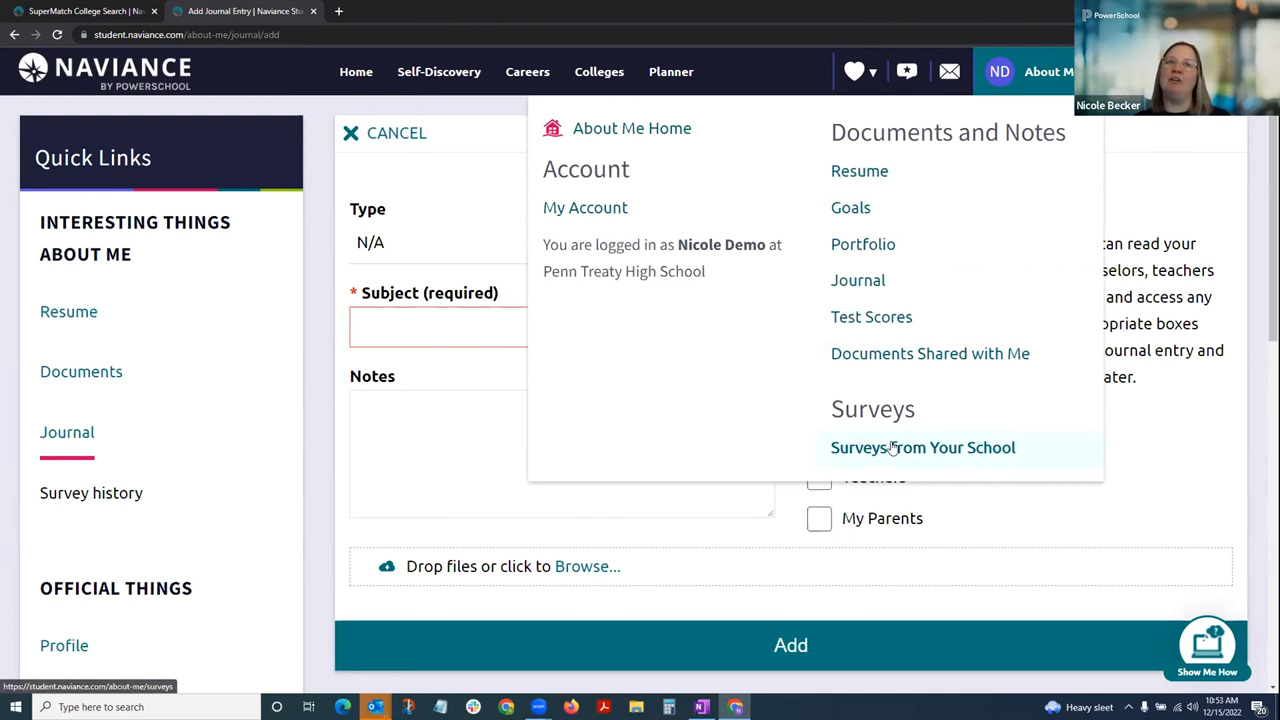 SuperMatch College Search | Nav
Add Journal Entry | Naviance Stu
student.naviance.com/about-me/journal/add
PowerSchool
Nicole Becker
NAVIANCE
BY POWERSCHOOL
Home
Self-Discovery
Careers
Colleges
Planner
ND
About M
Quick Links
INTERESTING THINGS
ABOUT ME
Resume
Documents
Journal
Survey history
OFFICIAL THINGS
Profile
CANCEL
Type
N/A
* Subject (required)
Notes
About Me Home
Account
My Account
You are logged in as Nicole Demo at
Penn Treaty High School
Documents and Notes
Resume
Goals
Portfolio
Journal
Test Scores
Documents Shared with Me
Surveys
Surveys from Your School
can read your
selors, teachers
and access any
opriate boxes
ournal entry and
ater.
Teachers
My Parents
Drop files or click to Browse...
Add
Show Me How
https://student.naviance.com/about-me/surveys
Type here to search
Heavy sleet
10:53 AM
12/15/2022
20